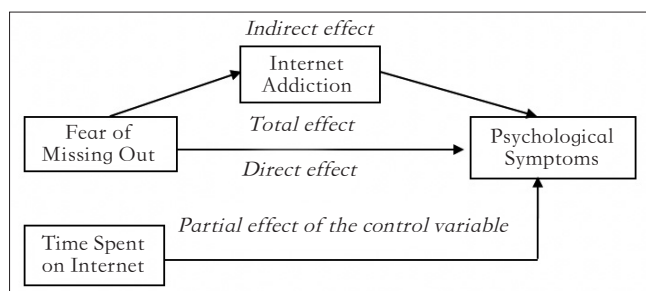 Indirect effect
Internet
Addiction
Fear of
Missing Out
Total effect
Direct effect
Psychological
Symptoms
Partial effect of the control variable
Time Spent
on Internet